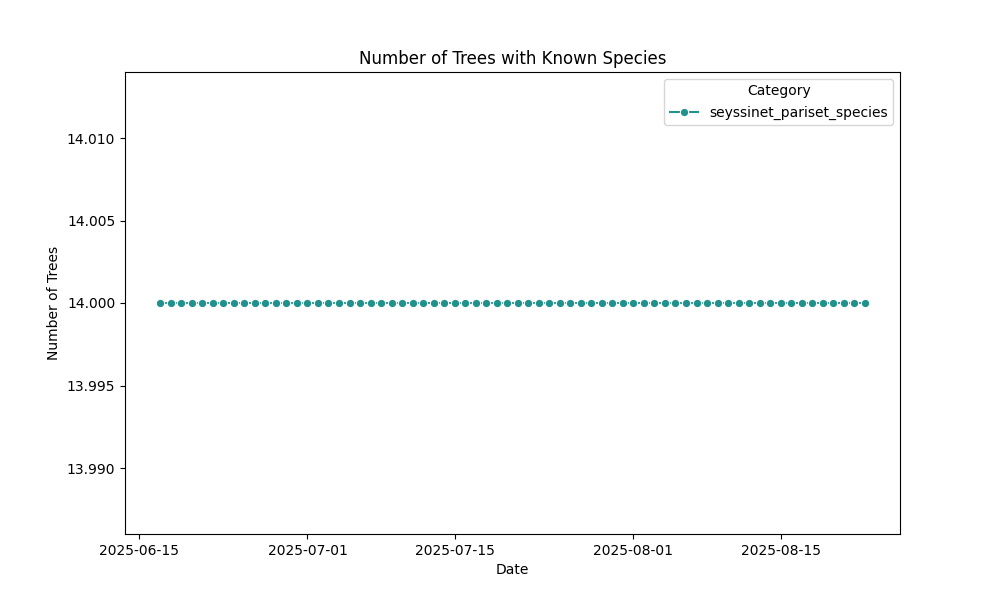 Number of Trees with Known Species
Category
seyssinet_pariset_species
Number of Trees
14.010
14.005
14.000
13.995
13.990
2025-06-15
2025-07-01
2025-07-15
2025-08-01
2025-08-15
Date